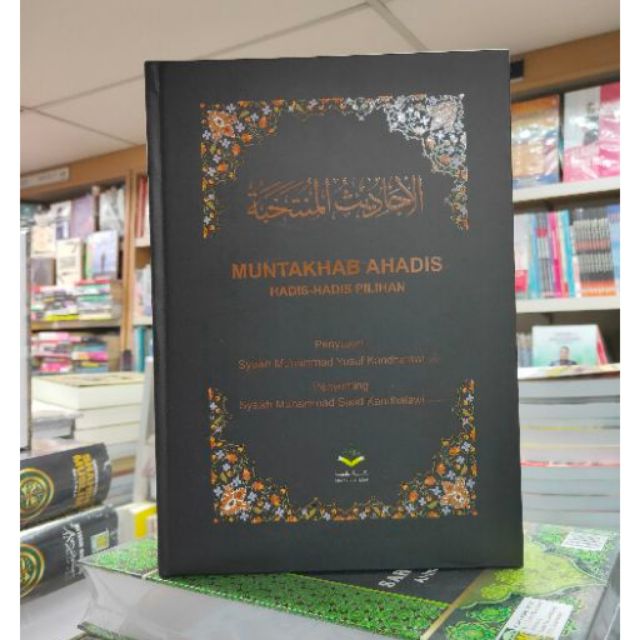 الأحاديث المنتخبة
MUNTAKHAB AHADIS
HADIS-HADIS PILIHAN
Penyusun
Syaikh Muhammad Yusuf Kandhalawi
Penyunting
Syaikh Muhammad Saad Kandhalawi